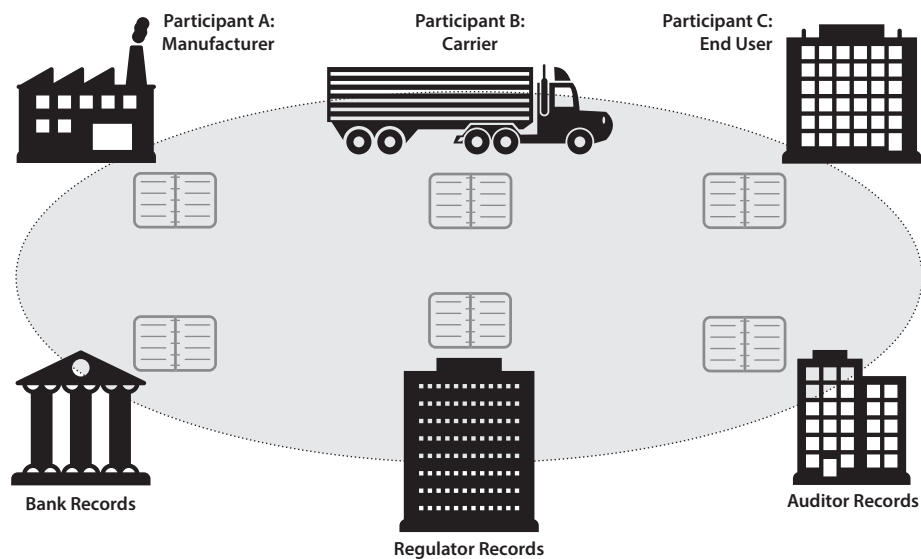 Participant A:
Manufacturer
Participant B:
Carrier
Participant C:
End User
Bank Records
Regulator Records
Auditor Records